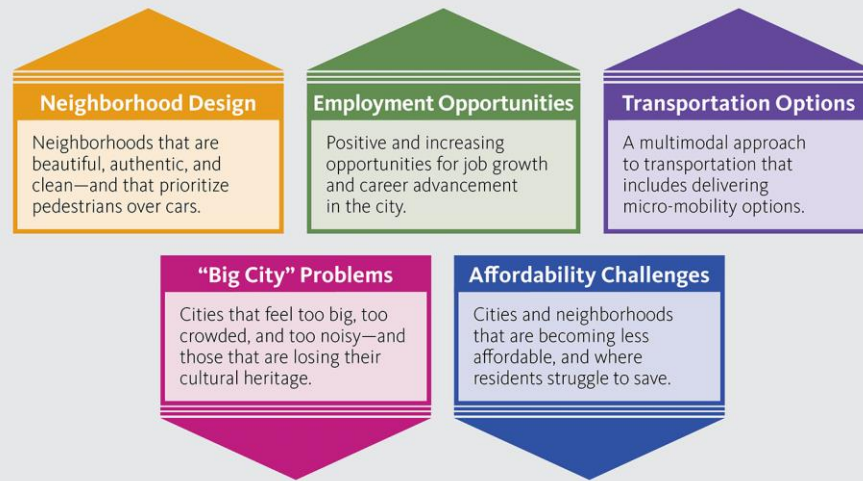 Neighborhood Design
Neighborhoods that are
beautiful, authentic, and
clean—and that prioritize
pedestrians over cars.
Employment Opportunities
Positive and increasing
opportunities for job growth
and career advancement
in the city.
Transportation Options
A multimodal approach
to transportation that
includes delivering
micro-mobility options.
“Big City” Problems
Cities that feel too big, too
crowded, and too noisy—and
those that are losing their
cultural heritage.
Affordability Challenges
Cities and neighborhoods
that are becoming less
affordable, and where
residents struggle to save.